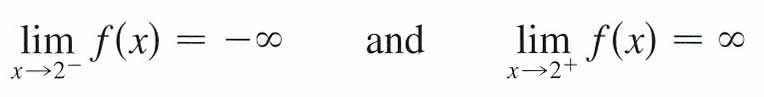 lim f(x) = −∞ and lim f(x) = ∞
x→2⁻ x→2⁺